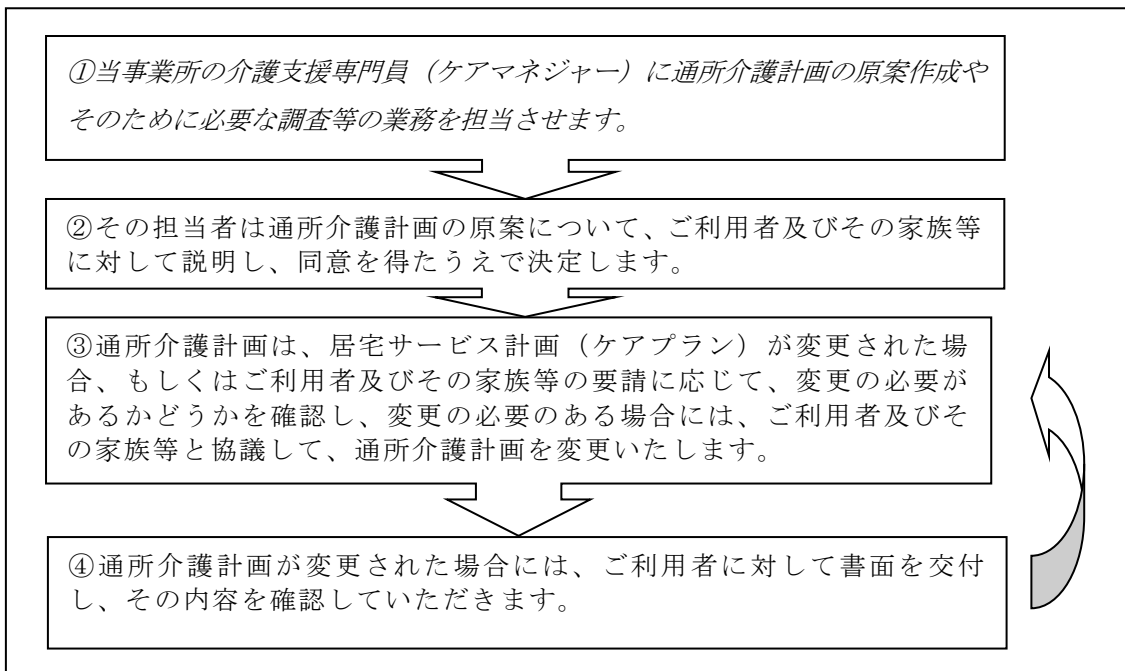 ①当事業所の介護支援専門員（ケアマネジャー）に通所介護計画の原案作成や
そのために必要な調査等の業務を担当させます。
②その担当者は通所介護計画の原案について、ご利用者及びその家族等
に対して説明し、同意を得たうえで決定します。
③通所介護計画は、居宅サービス計画（ケアプラン）が変更された場
合、もしくはご利用者及びその家族等の要請に応じて、変更の必要が
あるかどうかを確認し、変更の必要のある場合には、ご利用者及びそ
の家族等と協議して、通所介護計画を変更いたします。
④通所介護計画が変更された場合には、ご利用者に対して書面を交付
し、その内容を確認していただきます。